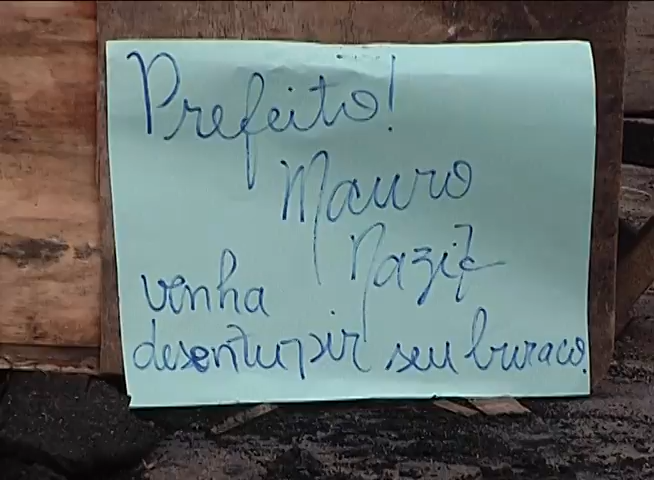 Prefeito!
Mauro
Nazif
venha
desentupir seu buraco.